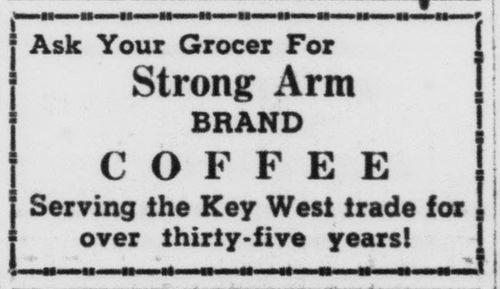 Ask Your Grocer For
Strong Arm
BRAND
COFFEE
Serving the Key West trade for
over thirty-five years!